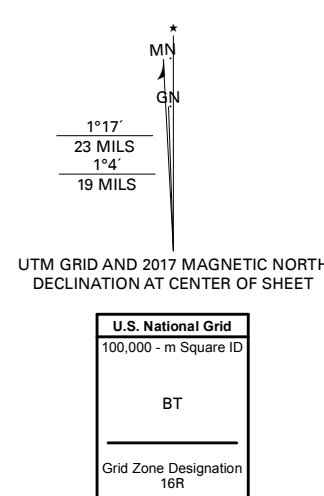 ★
MN
GN
1°17´
23 MILS
1°4´
19 MILS
UTM GRID AND 2017 MAGNETIC NORTH
DECLINATION AT CENTER OF SHEET
U.S. National Grid
100,000 - m Square ID
BT
Grid Zone Designation
16R